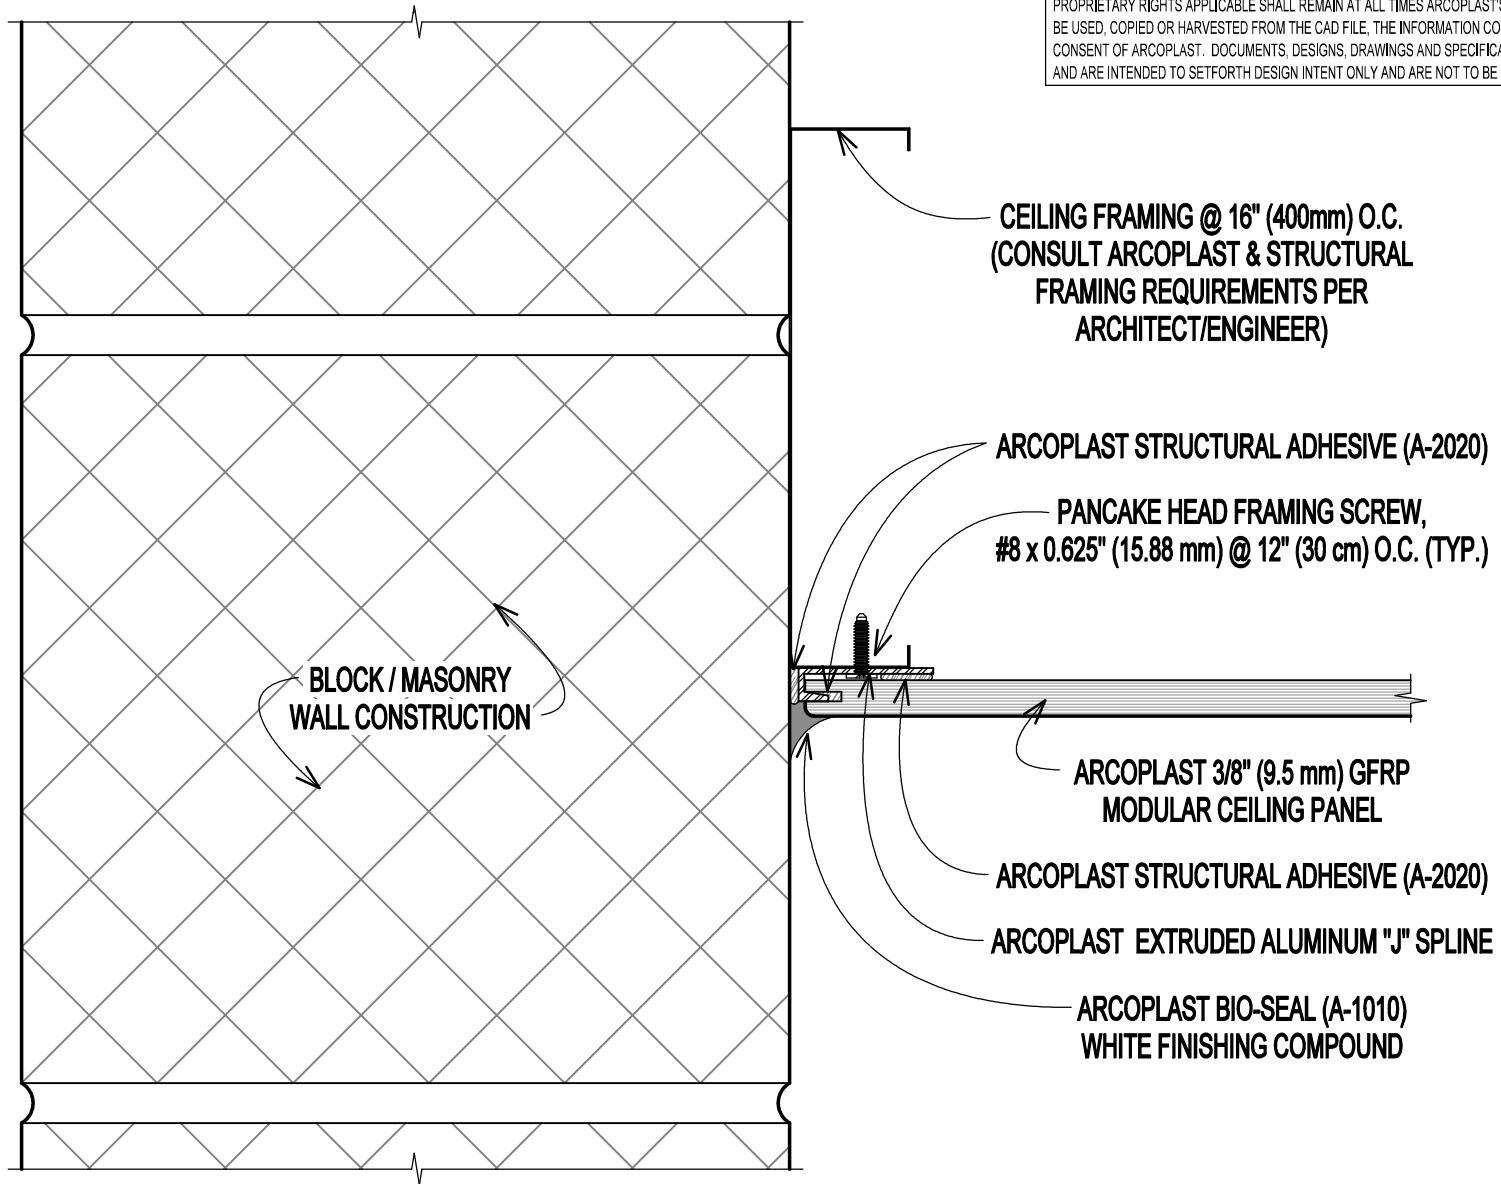 PROPRIETARY RIGHTS APPLICABLE SHALL REMAIN AT ALL TIMES ARCOPLAST'S
BE USED, COPIED OR HARVESTED FROM THE CAD FILE, THE INFORMATION CO
CONSENT OF ARCOPLAST. DOCUMENTS, DESIGNS, DRAWINGS AND SPECIFICA
AND ARE INTENDED TO SETFORTH DESIGN INTENT ONLY AND ARE NOT TO BE
CEILING FRAMING @ 16" (400mm) O.C.
(CONSULT ARCOPLAST & STRUCTURAL
FRAMING REQUIREMENTS PER
ARCHITECT/ENGINEER)
ARCOPLAST STRUCTURAL ADHESIVE (A-2020)
PANCAKE HEAD FRAMING SCREW,
#8 x 0.625" (15.88 mm) @ 12" (30 cm) O.C. (TYP.)
BLOCK / MASONRY
WALL CONSTRUCTION
ARCOPLAST 3/8" (9.5 mm) GFRP
MODULAR CEILING PANEL
ARCOPLAST STRUCTURAL ADHESIVE (A-2020)
ARCOPLAST EXTRUDED ALUMINUM "J" SPLINE
ARCOPLAST BIO-SEAL (A-1010)
WHITE FINISHING COMPOUND